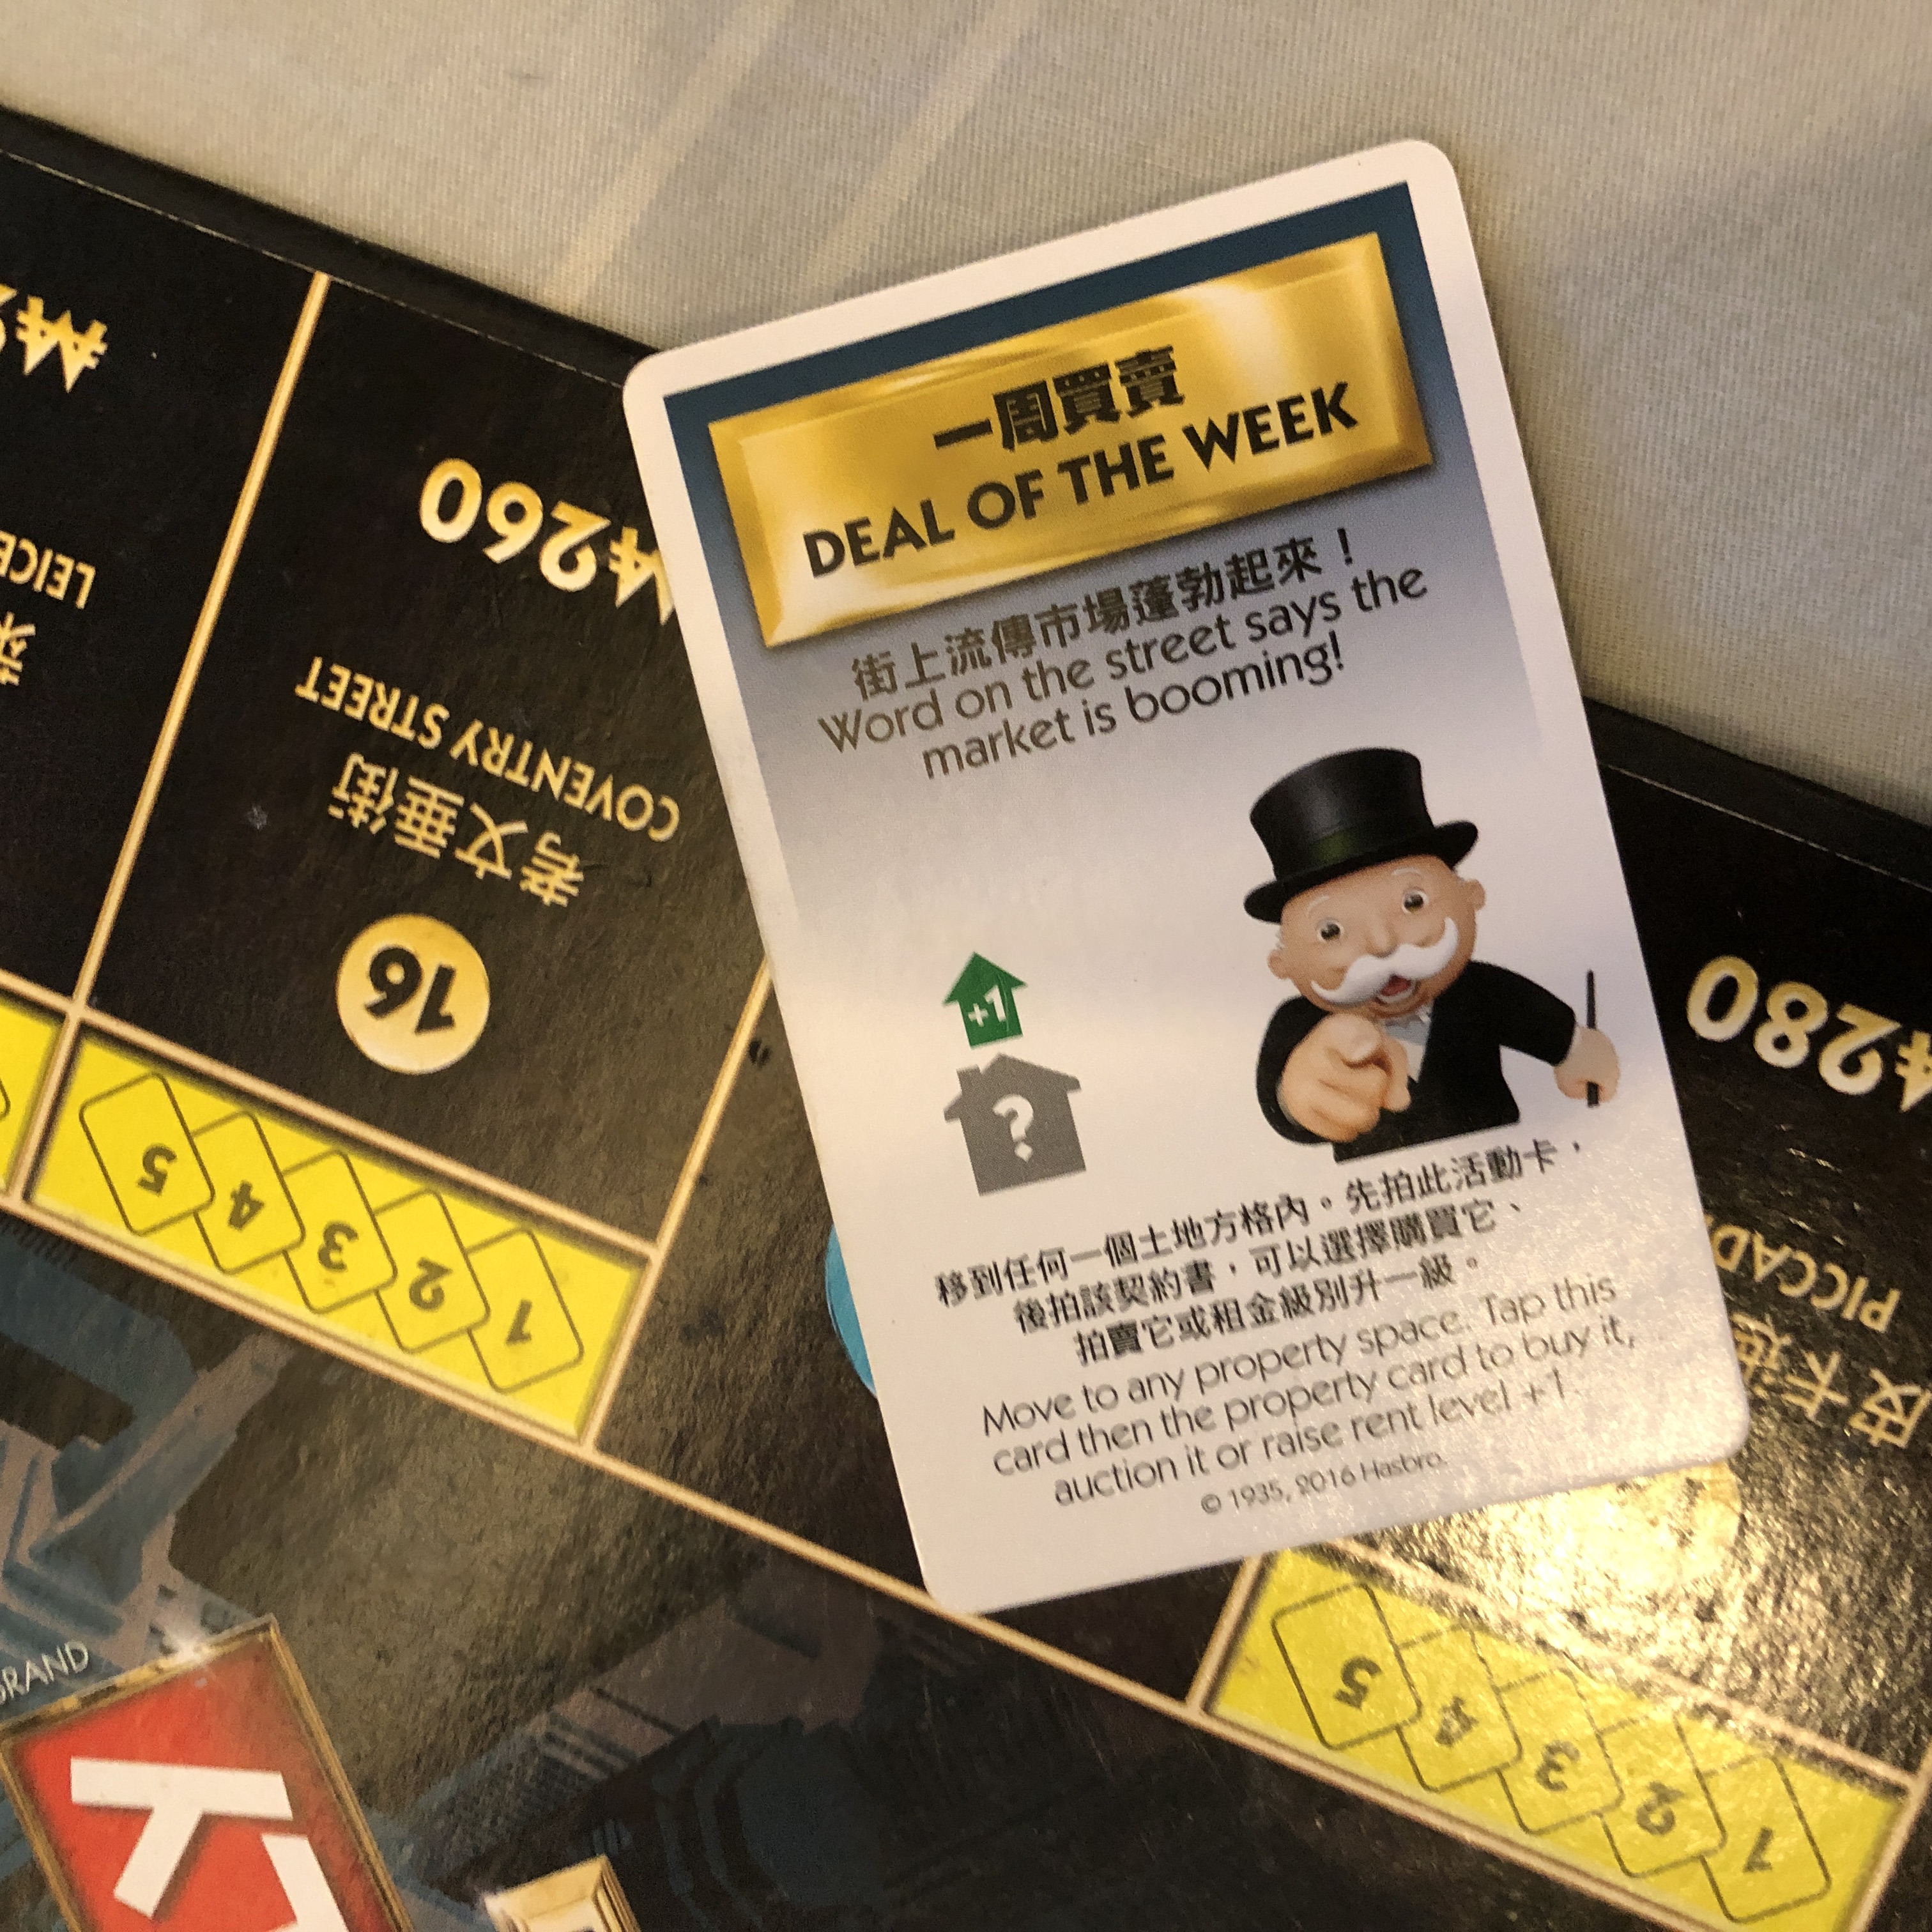 一周買賣
DEAL OF THE WEEK
街上流傳市場蓬勃起來！
Word on the street says the
market is booming!
+1
?
移到任何一個土地方格內。先拍此活動卡，
後拍該契約書，可以選擇購買它、
拍賣它或租金級別升一級。
Move to any property space. Tap this
card then the property card to buy it,
auction it or raise rent level +1.
© 1935, 2016 Hasbro.
1 2 3 4 5
16
考文垂街
COVENTRY STREET
260
1 2 3 4 5
皮卡迪
280
LY